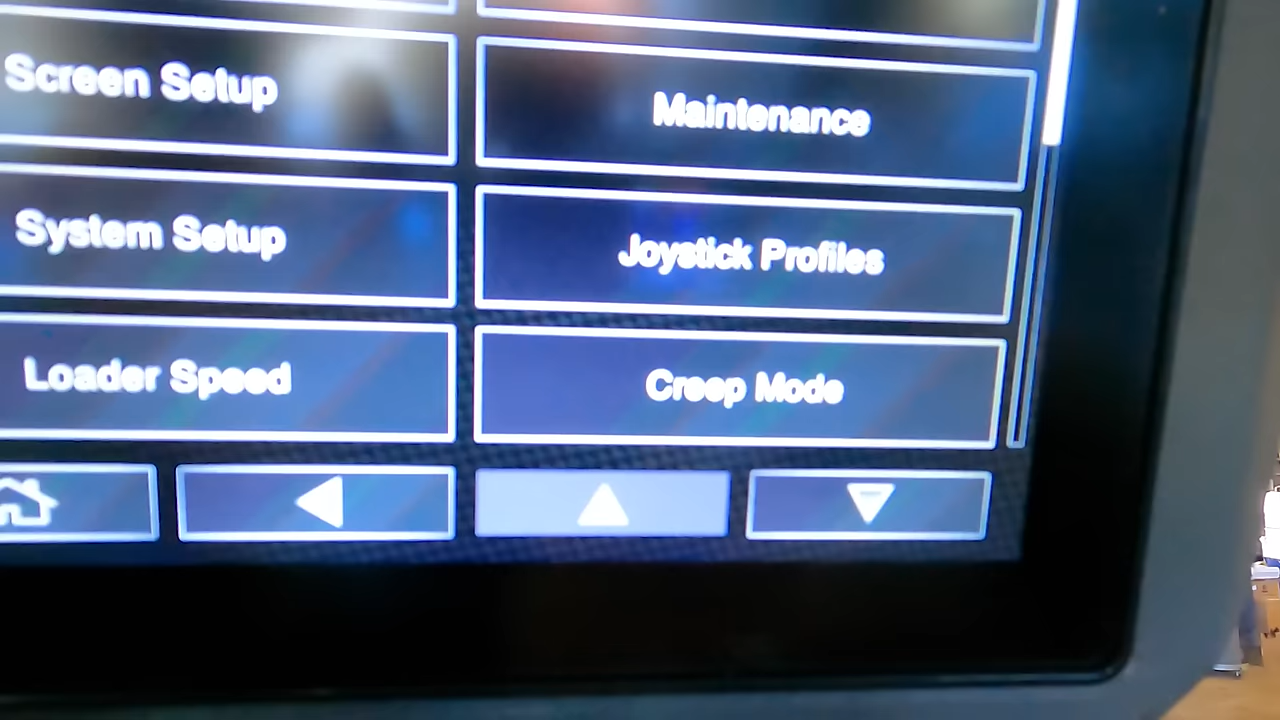 Screen Setup
Maintenance
System Setup
Joystick Profiles
Loader Speed
Creep Mode